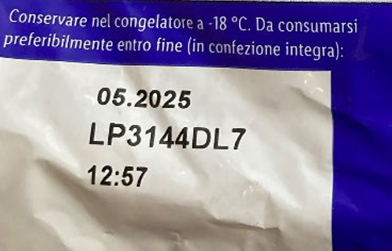 Conservare nel congelatore a -18 °C. Da consumarsi
preferibilmente entro fine (in confezione integra):
05.2025
LP3144DL7
12:57